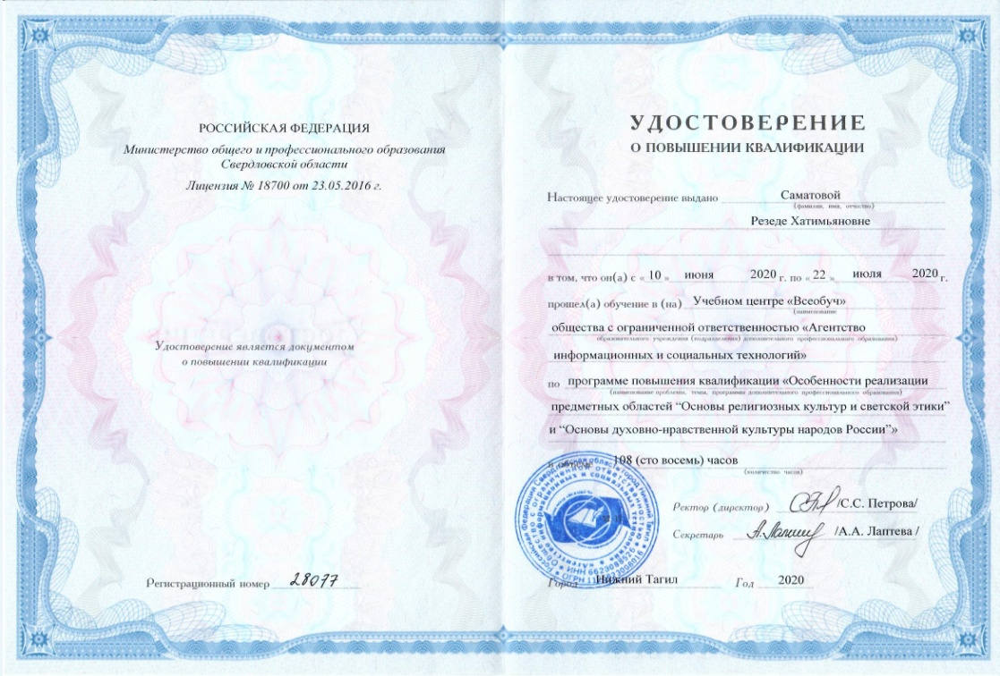 РОССИЙСКАЯ ФЕДЕРАЦИЯ
Министерство общего и профессионального образования
Свердловской области
Лицензия № 18700 от 23.05.2016 г.
Удостоверение является документом
о повышении квалификации
Регистрационный номер 28077
УДОСТОВЕРЕНИЕ
О ПОВЫШЕНИИ КВАЛИФИКАЦИИ
Настоящее удостоверение выдано Саматовой
(фамилия, имя, отчество)
Резеде Хатимьяновне
в том, что он(а) с « 10 » июня 2020 г. по « 22 » июля 2020 г.
прошел(а) обучение в (на) Учебном центре «Всеобуч»
(наименование
общества с ограниченной ответственностью «Агентство
образовательного учреждения (подразделения) дополнительного профессионального образования)
информационных и социальных технологий»
по программе повышения квалификации «Особенности реализации
(наименование проблемы, темы, программы дополнительного профессионального образования)
предметных областей “Основы религиозных культур и светской этики”
и “Основы духовно-нравственной культуры народов России”»
в объеме 108 (сто восемь) часов
(количество часов)
Ректор (директор) /С.С. Петрова/
Секретарь /А.А. Лаптева /
Город Нижний Тагил Год 2020